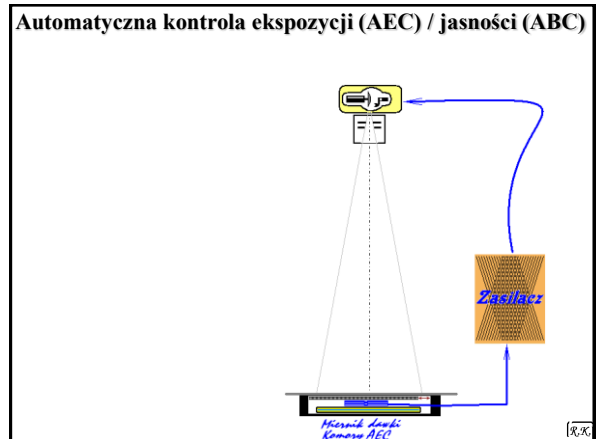 Automatyczna kontrola ekspozycji (AEC) / jasności (ABC)
Zasilacz
Miernik dawki
Komory AEC
R.K.